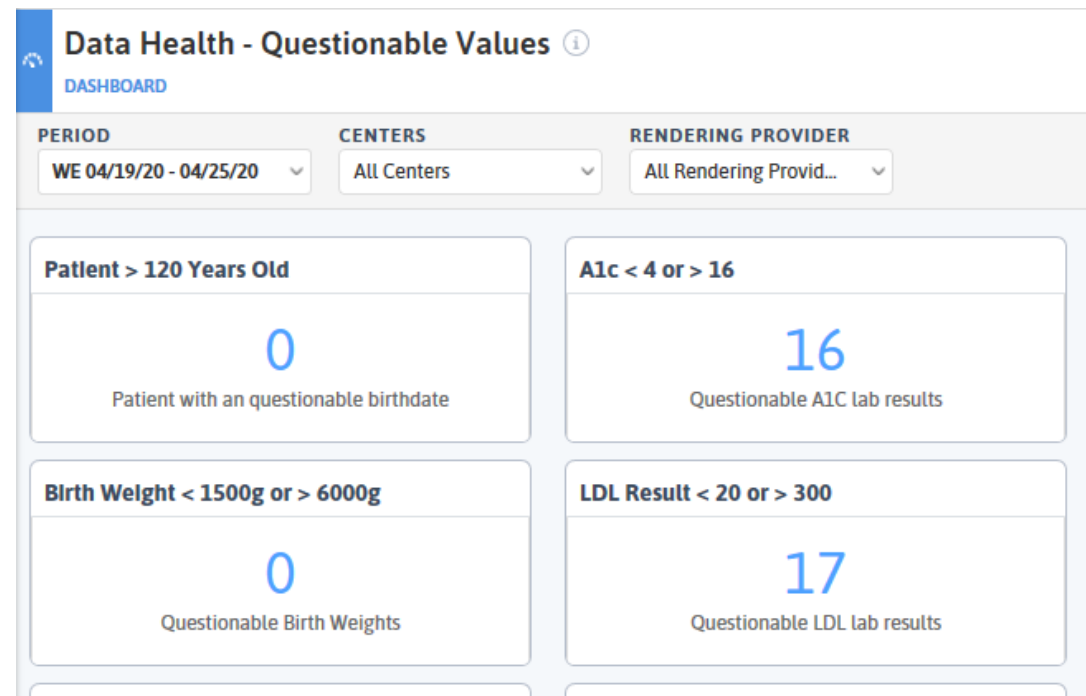 Data Health - Questionable Values
DASHBOARD
PERIOD CENTERS RENDERING PROVIDER
WE 04/19/20 - 04/25/20 All Centers All Rendering Provid...
Patient > 120 Years Old
0
Patient with an questionable birthdate
A1c < 4 or > 16
16
Questionable A1C lab results
Birth Weight < 1500g or > 6000g
0
Questionable Birth Weights
LDL Result < 20 or > 300
17
Questionable LDL lab results